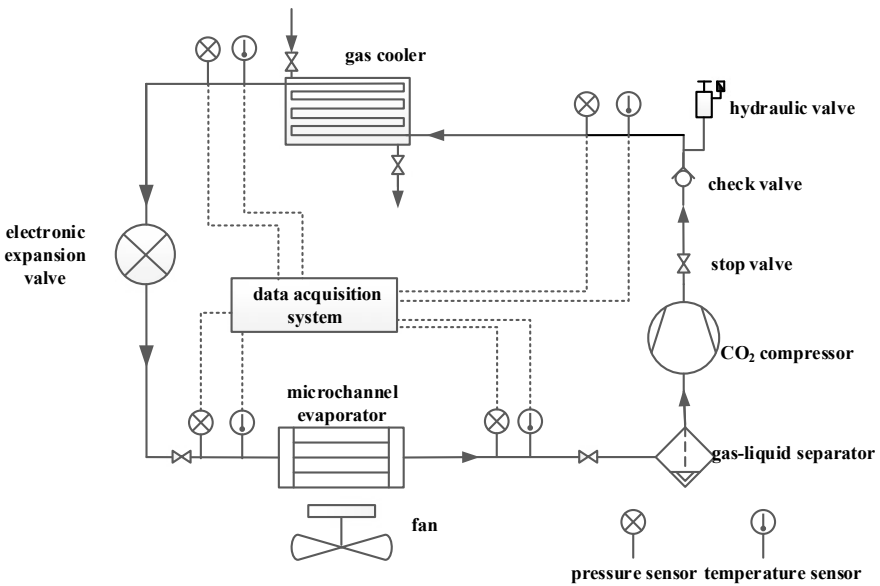 gas cooler
hydraulic valve
check valve
electronic
expansion
valve
stop valve
data acquisition
system
CO₂ compressor
microchannel
evaporator
gas-liquid separator
fan
pressure sensor temperature sensor